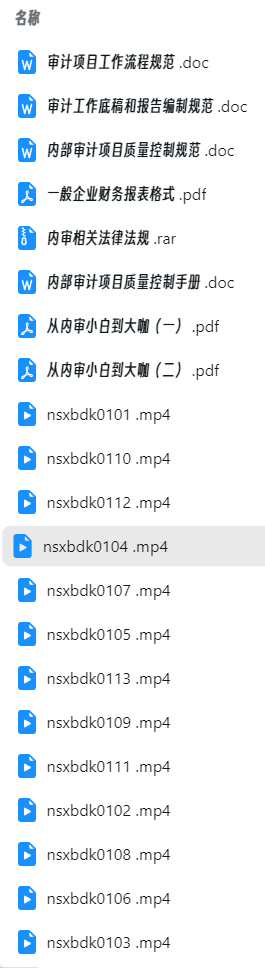 名称
审计项目工作流程规范 .doc
审计工作底稿和报告编制规范 .doc
内部审计项目质量控制规范 .doc
一般企业财务报表格式 .pdf
内审相关法律法规 .rar
内部审计项目质量控制手册 .doc
从内审小白到大咖（一） .pdf
从内审小白到大咖（二） .pdf
nsxbdk0101 .mp4
nsxbdk0110 .mp4
nsxbdk0112 .mp4
nsxbdk0104 .mp4
nsxbdk0107 .mp4
nsxbdk0105 .mp4
nsxbdk0113 .mp4
nsxbdk0109 .mp4
nsxbdk0111 .mp4
nsxbdk0102 .mp4
nsxbdk0108 .mp4
nsxbdk0106 .mp4
nsxbdk0103 .mp4